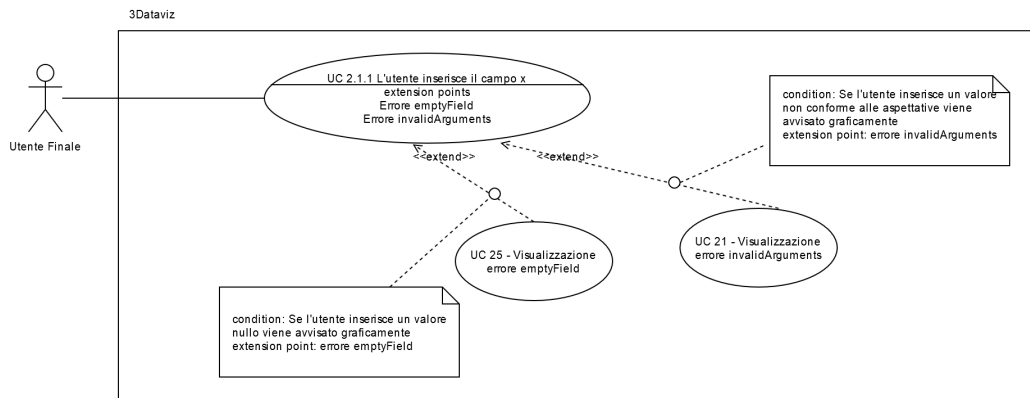 3Dataviz
UC 2.1.1 L'utente inserisce il campo x
extension points
Errore emptyField
Errore invalidArguments
Utente Finale
condition: Se l'utente inserisce un valore
non conforme alle aspettative viene
avvisato graficamente
extension point: errore invalidArguments
<<extend>>
<<extend>>
UC 25 - Visualizzazione
errore emptyField
UC 21 - Visualizzazione
errore invalidArguments
condition: Se l'utente inserisce un valore
nullo viene avvisato graficamente
extension point: errore emptyField